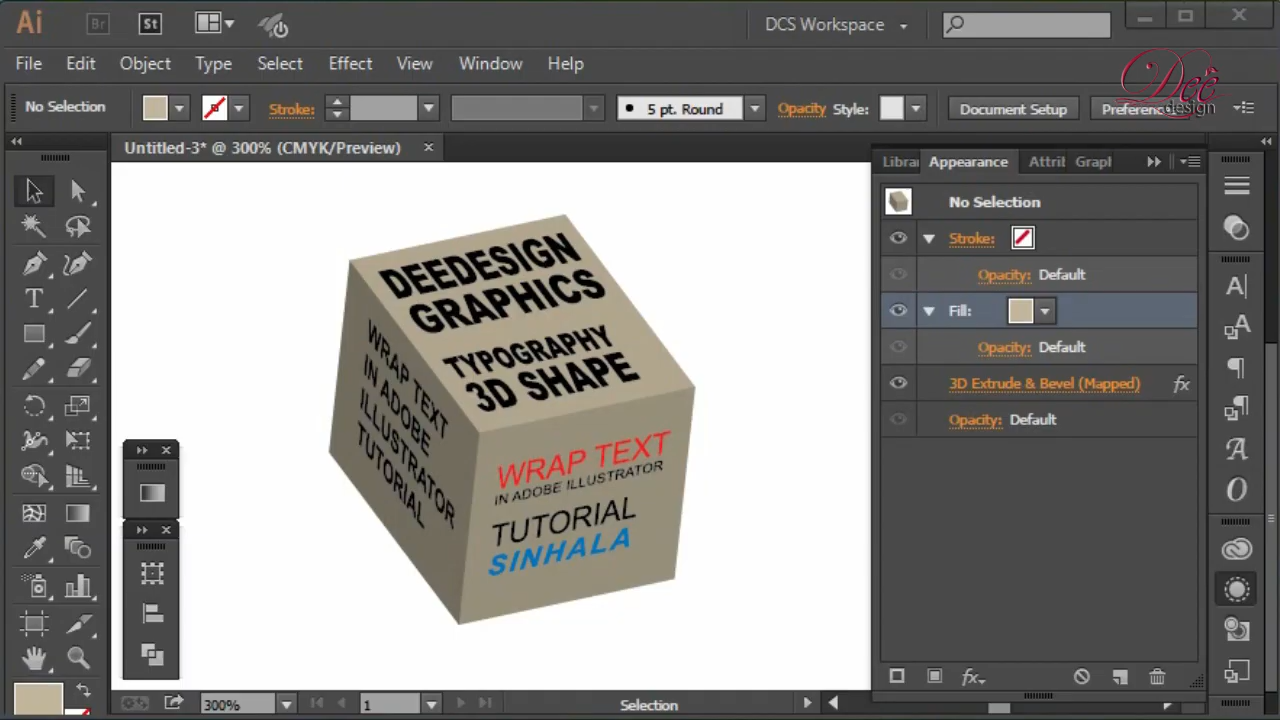 Ai
Br
St
DCS Workspace
File Edit Object Type Select Effect View Window Help
Dee
design
No Selection
Stroke:
5 pt. Round
Opacity
Style:
Document Setup
Untitled-3* @ 300% (CMYK/Preview)
Appearance
No Selection
Stroke:
Opacity: Default
Fill:
Opacity: Default
3D Extrude & Bevel (Mapped)
fx
Opacity: Default
DEEDESIGN
GRAPHICS
TYPOGRAPHY
3D SHAPE
WRAP TEXT
IN ADOBE
ILLUSTRATOR
TUTORIAL
WRAP TEXT
IN ADOBE ILLUSTRATOR
TUTORIAL
SINHALA
fx
300%
1
Selection